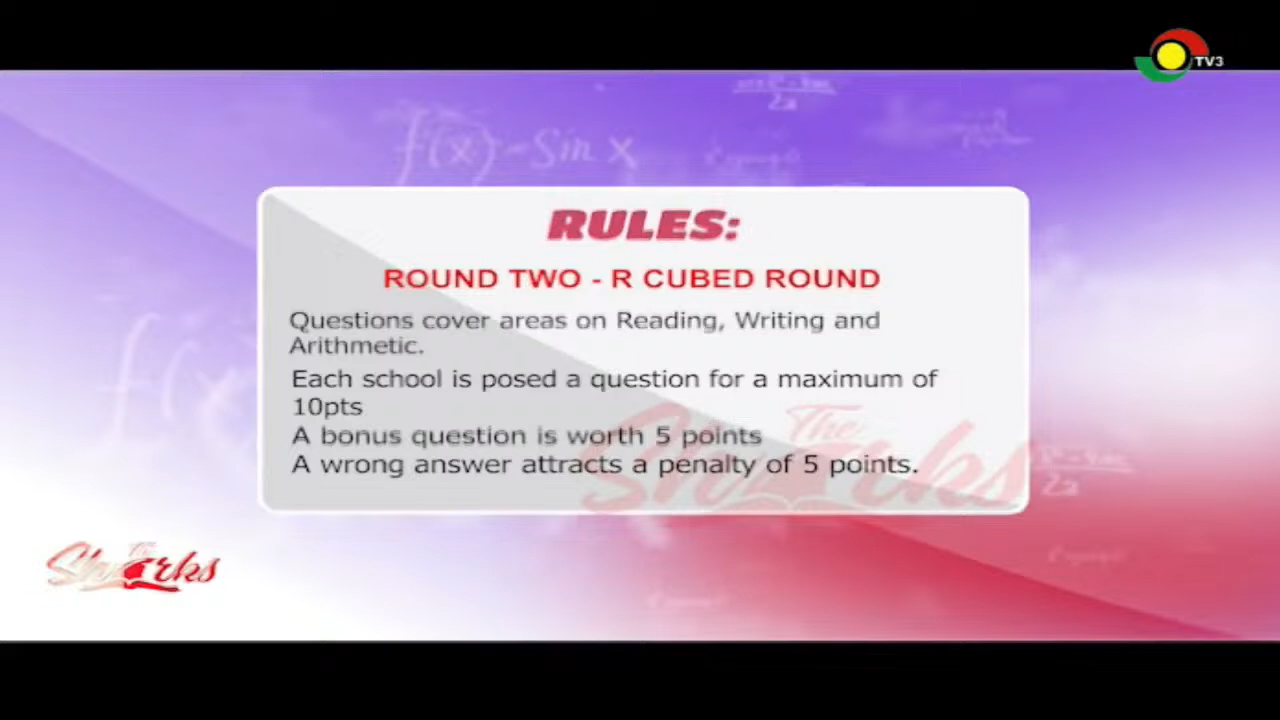 TV3
f(x) - Sin x
RULES:
ROUND TWO - R CUBED ROUND
Questions cover areas on Reading, Writing and
Arithmetic.
Each school is posed a question for a maximum of
10pts
A bonus question is worth 5 points
A wrong answer attracts a penalty of 5 points.
The
Sharks
The
Sharks